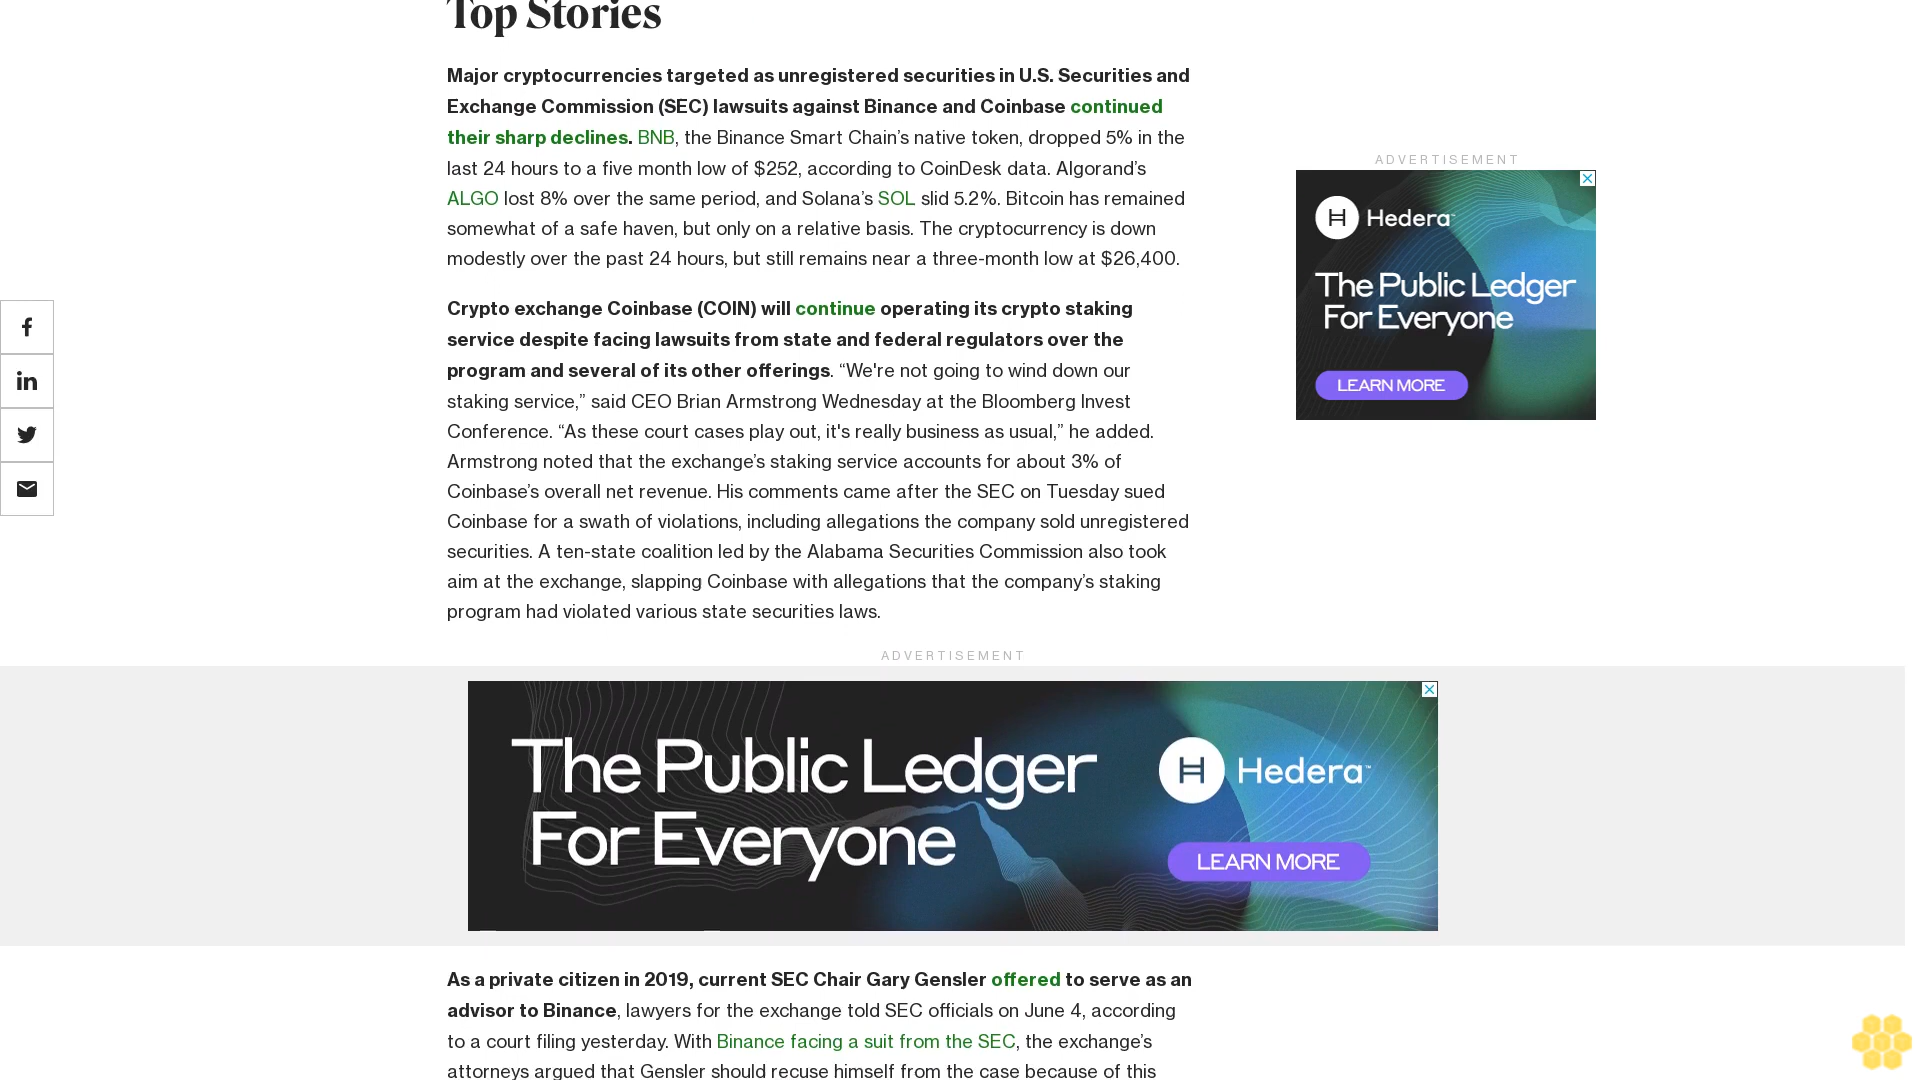 Top Stories
Major cryptocurrencies targeted as unregistered securities in U.S. Securities and
Exchange Commission (SEC) lawsuits against Binance and Coinbase continued
their sharp declines. BNB, the Binance Smart Chain’s native token, dropped 5% in the
last 24 hours to a five month low of $252, according to CoinDesk data. Algorand’s
ALGO lost 8% over the same period, and Solana’s SOL slid 5.2%. Bitcoin has remained
somewhat of a safe haven, but only on a relative basis. The cryptocurrency is down
modestly over the past 24 hours, but still remains near a three-month low at $26,400.
ADVERTISEMENT
Hedera
The Public Ledger
For Everyone
LEARN MORE
Crypto exchange Coinbase (COIN) will continue operating its crypto staking
service despite facing lawsuits from state and federal regulators over the
program and several of its other offerings. “We're not going to wind down our
staking service,” said CEO Brian Armstrong Wednesday at the Bloomberg Invest
Conference. “As these court cases play out, it's really business as usual,” he added.
Armstrong noted that the exchange’s staking service accounts for about 3% of
Coinbase’s overall net revenue. His comments came after the SEC on Tuesday sued
Coinbase for a swath of violations, including allegations the company sold unregistered
securities. A ten-state coalition led by the Alabama Securities Commission also took
aim at the exchange, slapping Coinbase with allegations that the company’s staking
program had violated various state securities laws.
ADVERTISEMENT
The Public Ledger
For Everyone
Hedera™
LEARN MORE
As a private citizen in 2019, current SEC Chair Gary Gensler offered to serve as an
advisor to Binance, lawyers for the exchange told SEC officials on June 4, according
to a court filing yesterday. With Binance facing a suit from the SEC, the exchange’s
attorneys argued that Gensler should recuse himself from the case because of this